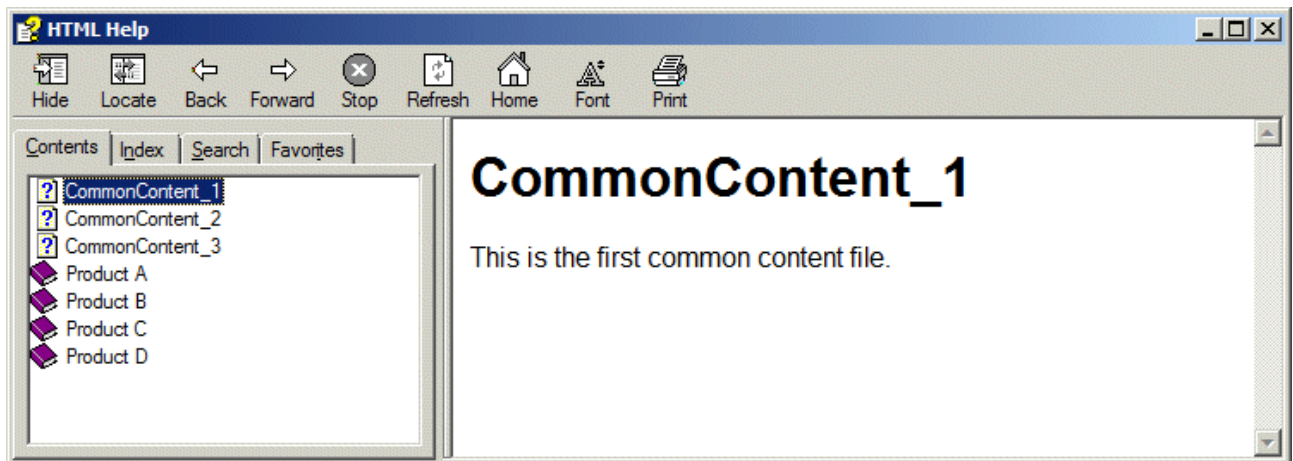 HTML Help
Hide Locate Back Forward Stop Refresh Home Font Print
Contents Index Search Favorites
CommonContent_1
CommonContent_2
CommonContent_3
Product A
Product B
Product C
Product D
CommonContent_1
This is the first common content file.